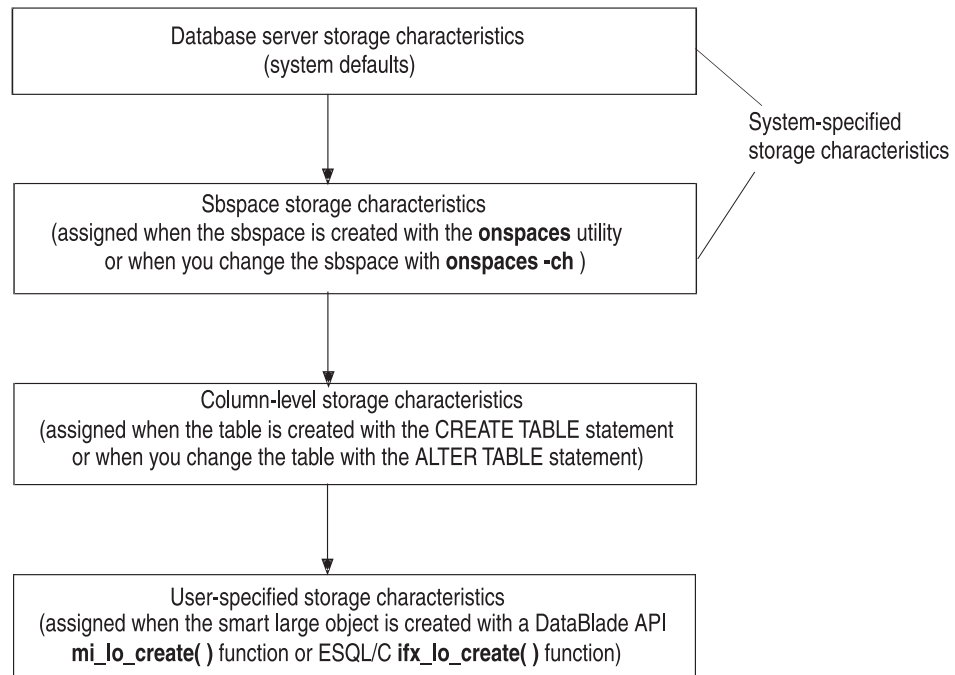 Database server storage characteristics
(system defaults)
System-specified
storage characteristics
Sbspace storage characteristics
(assigned when the sbspace is created with the onspaces utility
or when you change the sbspace with onspaces -ch )
Column-level storage characteristics
(assigned when the table is created with the CREATE TABLE statement
or when you change the table with the ALTER TABLE statement)
User-specified storage characteristics
(assigned when the smart large object is created with a DataBlade API
mi_lo_create( ) function or ESQL/C ifx_lo_create( ) function)